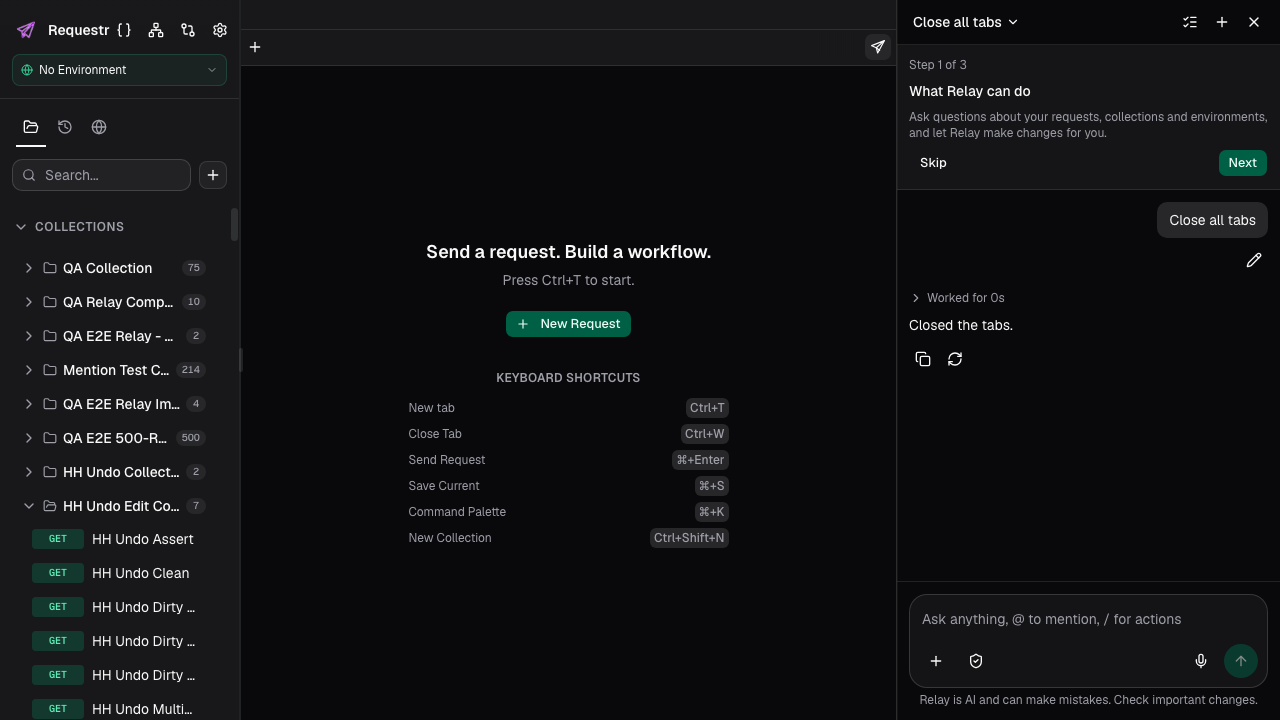 Requestr
No Environment
Search...
COLLECTIONS
QA Collection 75
QA Relay Comp... 10
QA E2E Relay - ... 2
Mention Test C... 214
QA E2E Relay Im... 4
QA E2E 500-R... 500
HH Undo Collect... 2
HH Undo Edit Co... 7
GET HH Undo Assert
GET HH Undo Clean
GET HH Undo Dirty ...
GET HH Undo Dirty ...
GET HH Undo Dirty ...
GET HH Undo Multi...
Send a request. Build a workflow.
Press Ctrl+T to start.
New Request
KEYBOARD SHORTCUTS
New tab Ctrl+T
Close Tab Ctrl+W
Send Request ⌘+Enter
Save Current ⌘+S
Command Palette ⌘+K
New Collection Ctrl+Shift+N
Close all tabs
Step 1 of 3
What Relay can do
Ask questions about your requests, collections and environments,
and let Relay make changes for you.
Skip Next
Close all tabs
Worked for 0s
Closed the tabs.
Ask anything, @ to mention, / for actions
Relay is AI and can make mistakes. Check important changes.